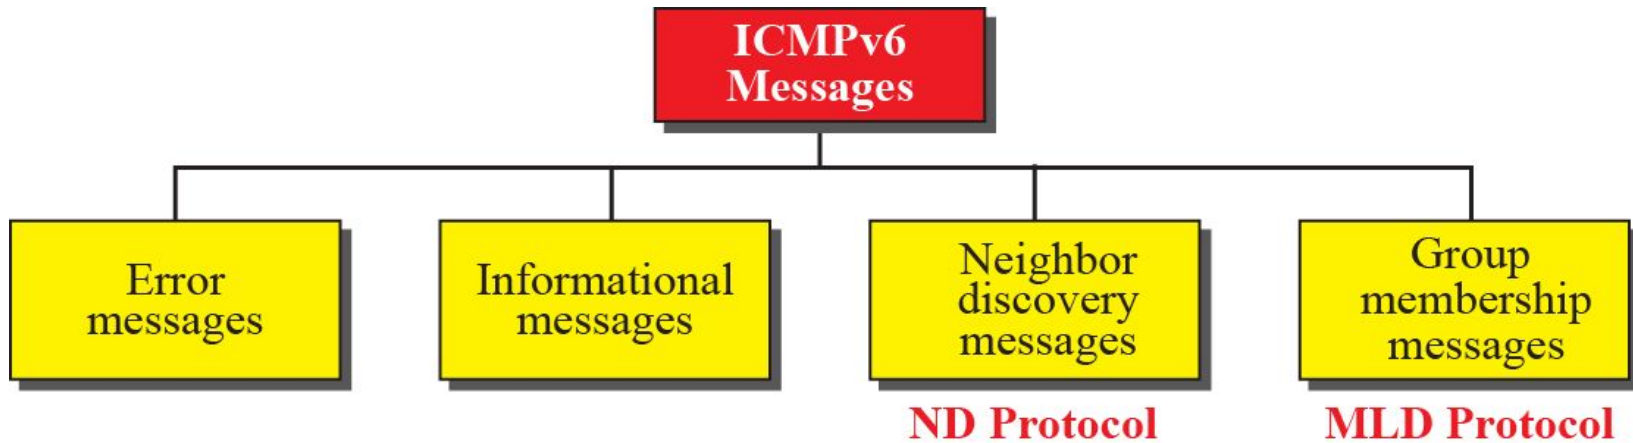 ICMPv6
Messages
Error
messages
Informational
messages
Neighbor
discovery
messages
Group
membership
messages
ND Protocol
MLD Protocol